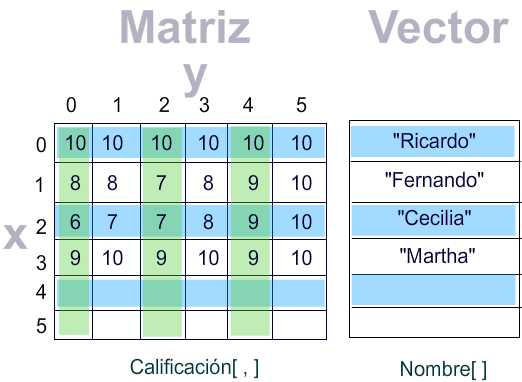 Matriz Vector
y
0 1 2 3 4 5
0 10 10 10 10 10 10 "Ricardo"
1 8 8 7 8 9 10 "Fernando"
x 2 6 7 7 8 9 10 "Cecilia"
3 9 10 9 10 9 10 "Martha"
4
5
Calificación[ , ] Nombre[ ]